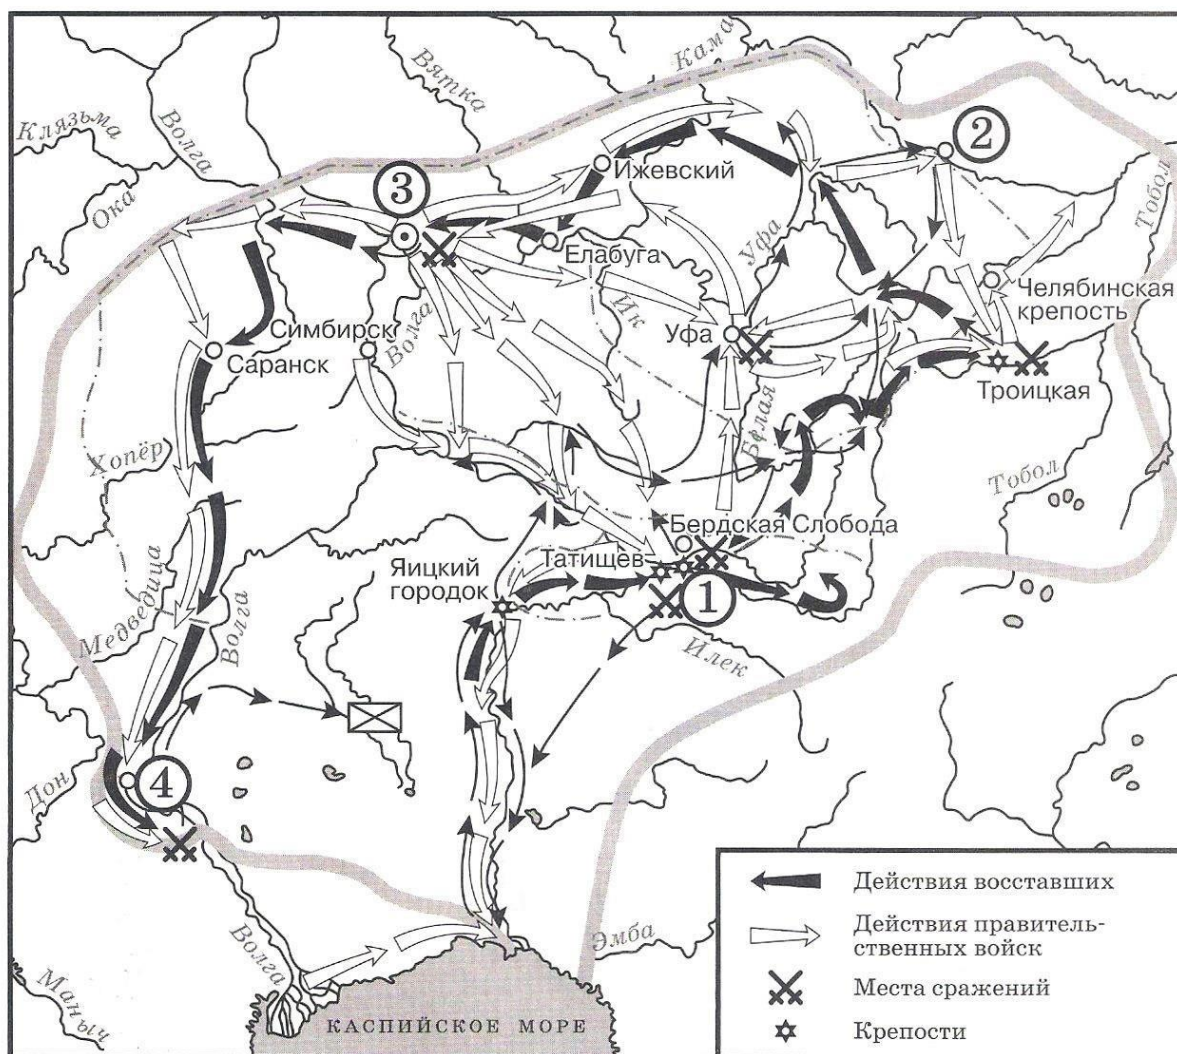 Вятка
Кама
Клязьма
Волга
2
Ижевский
Тобол
Ока
3
Елабуга
Уфа
Ик
Челябинская
крепость
Симбирск
Волга
Саранск
Уфа
Троицкая
Белая
Хопёр
Тобол
Бердская Слобода
Татищев
Яицкий
городок
1
Медведица
Волга
Илек
4
Дон
Волга
Эмба
Маныч
КАСПИЙСКОЕ МОРЕ
Действия восставших
Действия правитель-
ственных войск
Места сражений
Крепости